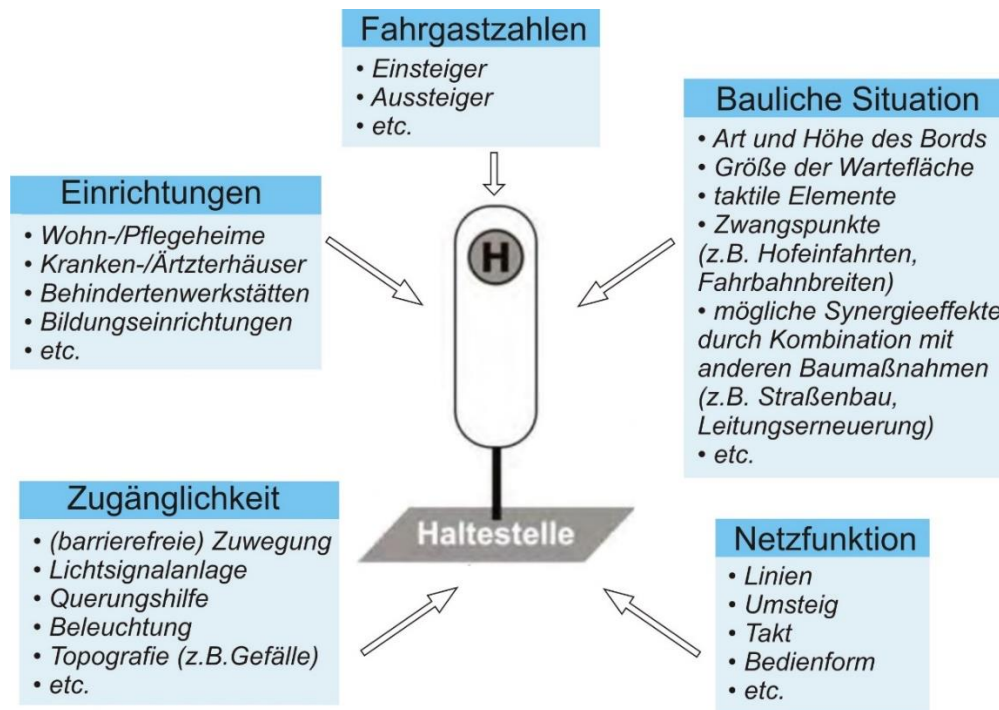 Fahrgastzahlen
• Einsteiger
• Aussteiger
• etc.
Bauliche Situation
• Art und Höhe des Bords
• Größe der Wartefläche
• taktile Elemente
• Zwangspunkte
(z.B. Hofeinfahrten,
Fahrbahnbreiten)
• mögliche Synergieeffekte
durch Kombination mit
anderen Baumaßnahmen
(z.B. Straßenbau,
Leitungserneuerung)
• etc.
Einrichtungen
• Wohn-/Pflegeheime
• Kranken-/Ärtzterhäuser
• Behindertenwerkstätten
• Bildungseinrichtungen
• etc.
H
Haltestelle
Zugänglichkeit
• (barrierefreie) Zuwegung
• Lichtsignalanlage
• Querungshilfe
• Beleuchtung
• Topografie (z.B.Gefälle)
• etc.
Netzfunktion
• Linien
• Umsteig
• Takt
• Bedienform
• etc.